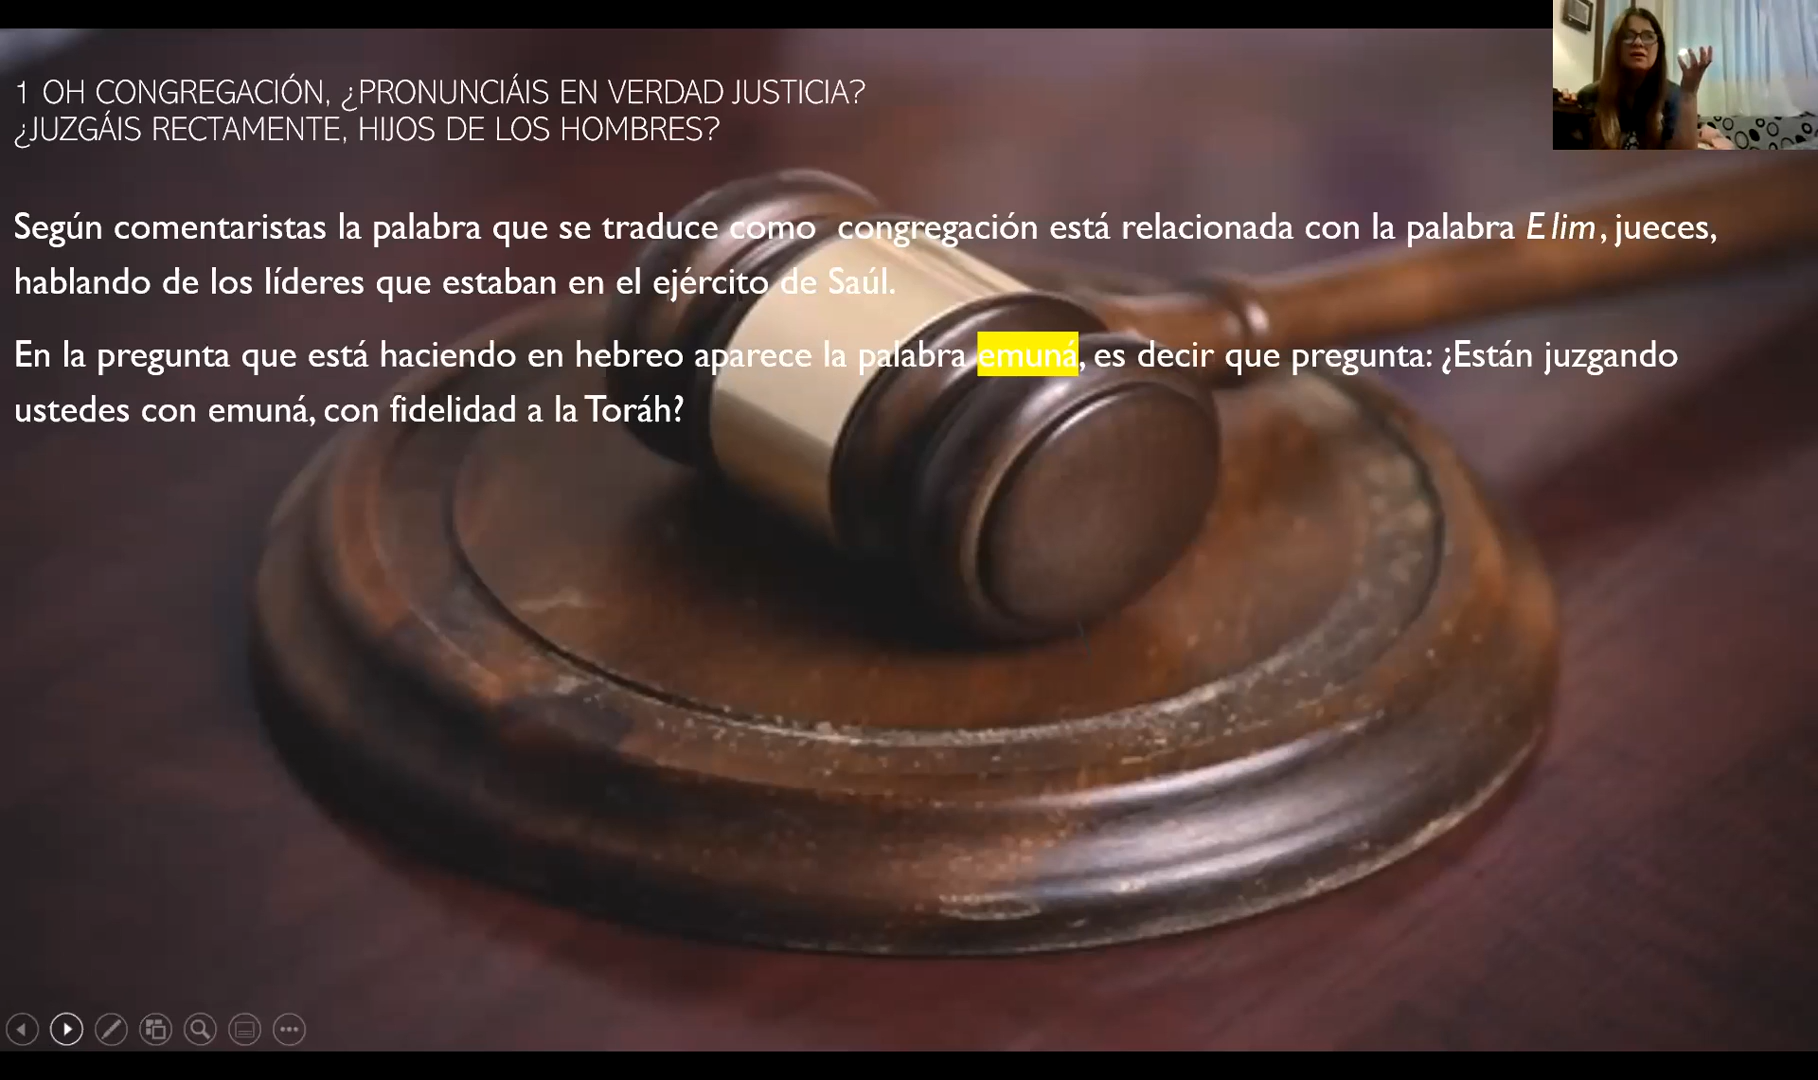 1 OH CONGREGACIÓN, ¿PRONUNCIÁIS EN VERDAD JUSTICIA?
¿JUZGÁIS RECTAMENTE, HIJOS DE LOS HOMBRES?
Según comentaristas la palabra que se traduce como congregación está relacionada con la palabra Elim, jueces,
hablando de los líderes que estaban en el ejército de Saúl.
En la pregunta que está haciendo en hebreo aparece la palabra emuná, es decir que pregunta: ¿Están juzgando
ustedes con emuná, con fidelidad a la Toráh?